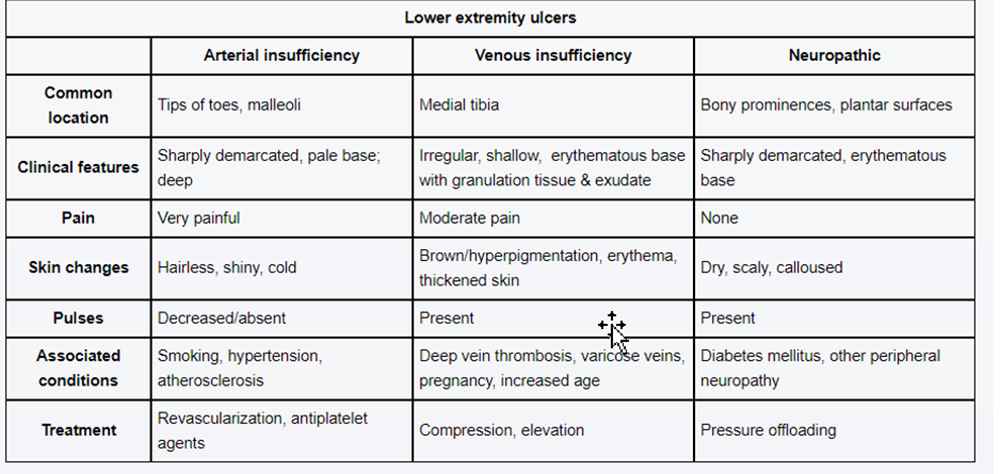 Lower extremity ulcers
Arterial insufficiency Venous insufficiency Neuropathic
Common
location
Tips of toes, malleoli
Medial tibia
Bony prominences, plantar surfaces
Clinical features
Sharply demarcated, pale base;
deep
Irregular, shallow, erythematous base
with granulation tissue & exudate
Sharply demarcated, erythematous
base
Pain
Very painful
Moderate pain
None
Skin changes
Hairless, shiny, cold
Brown/hyperpigmentation, erythema,
thickened skin
Dry, scaly, calloused
Pulses
Decreased/absent
Present
Present
Associated
conditions
Smoking, hypertension,
atherosclerosis
Deep vein thrombosis, varicose veins,
pregnancy, increased age
Diabetes mellitus, other peripheral
neuropathy
Treatment
Revascularization, antiplatelet
agents
Compression, elevation
Pressure offloading